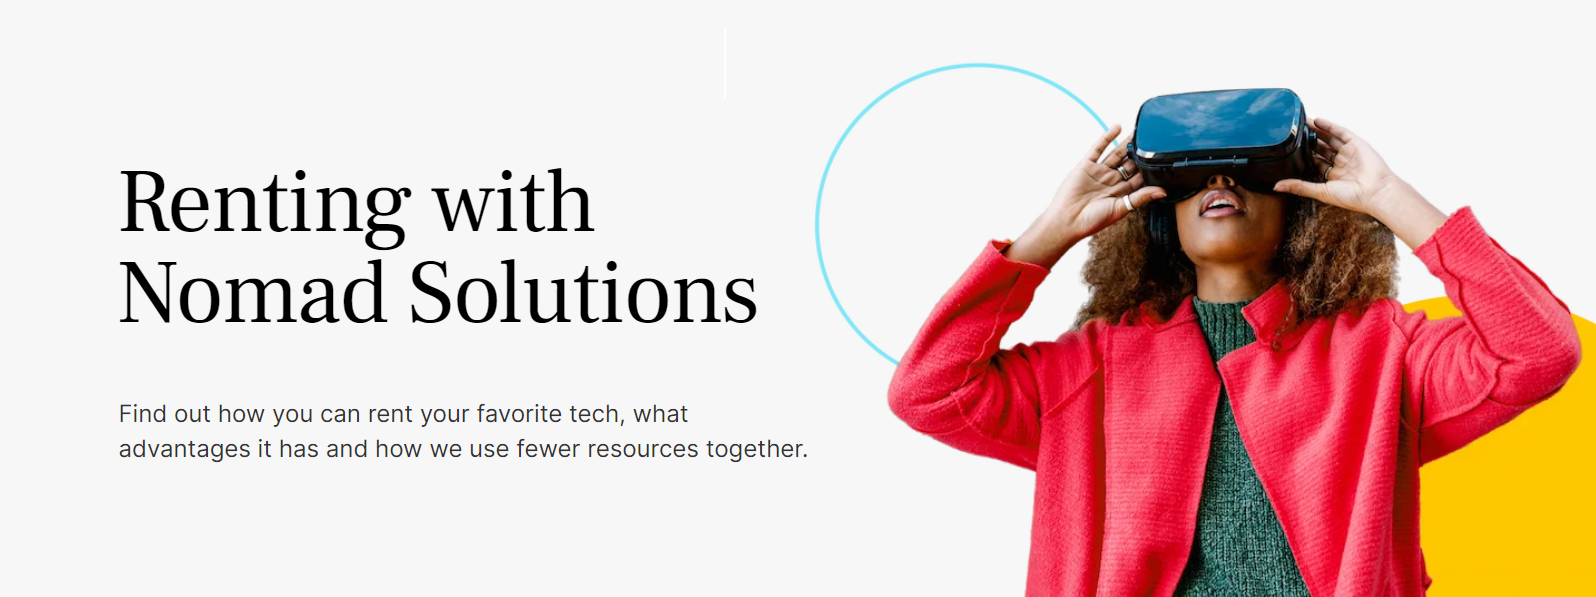 Renting with
Nomad Solutions
Find out how you can rent your favorite tech, what
advantages it has and how we use fewer resources together.